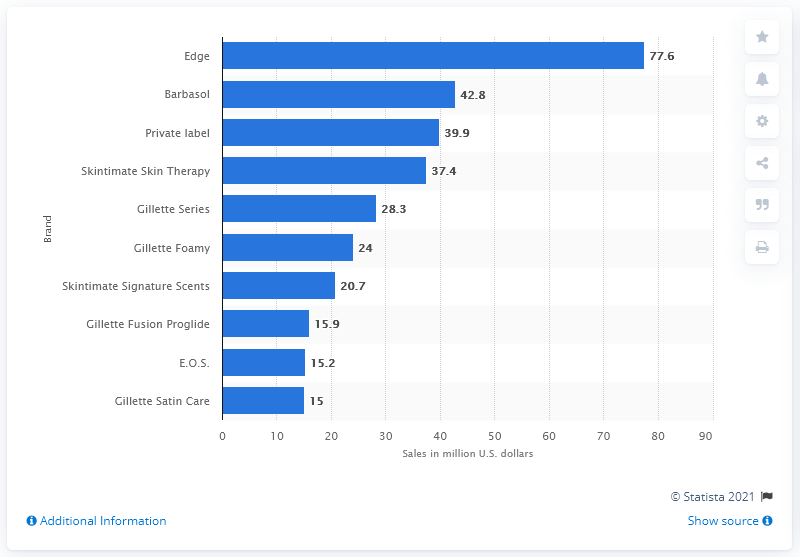 Edge 77.6
Barbasol 42.8
Private label 39.9
Skintimate Skin Therapy 37.4
Gillette Series 28.3
Brand
Gillette Foamy 24
Skintimate Signature Scents 20.7
Gillette Fusion Proglide 15.9
E.O.S. 15.2
Gillette Satin Care 15
0 10 20 30 40 50 60 70 80 90
Sales in million U.S. dollars
© Statista 2021
Additional Information
Show source